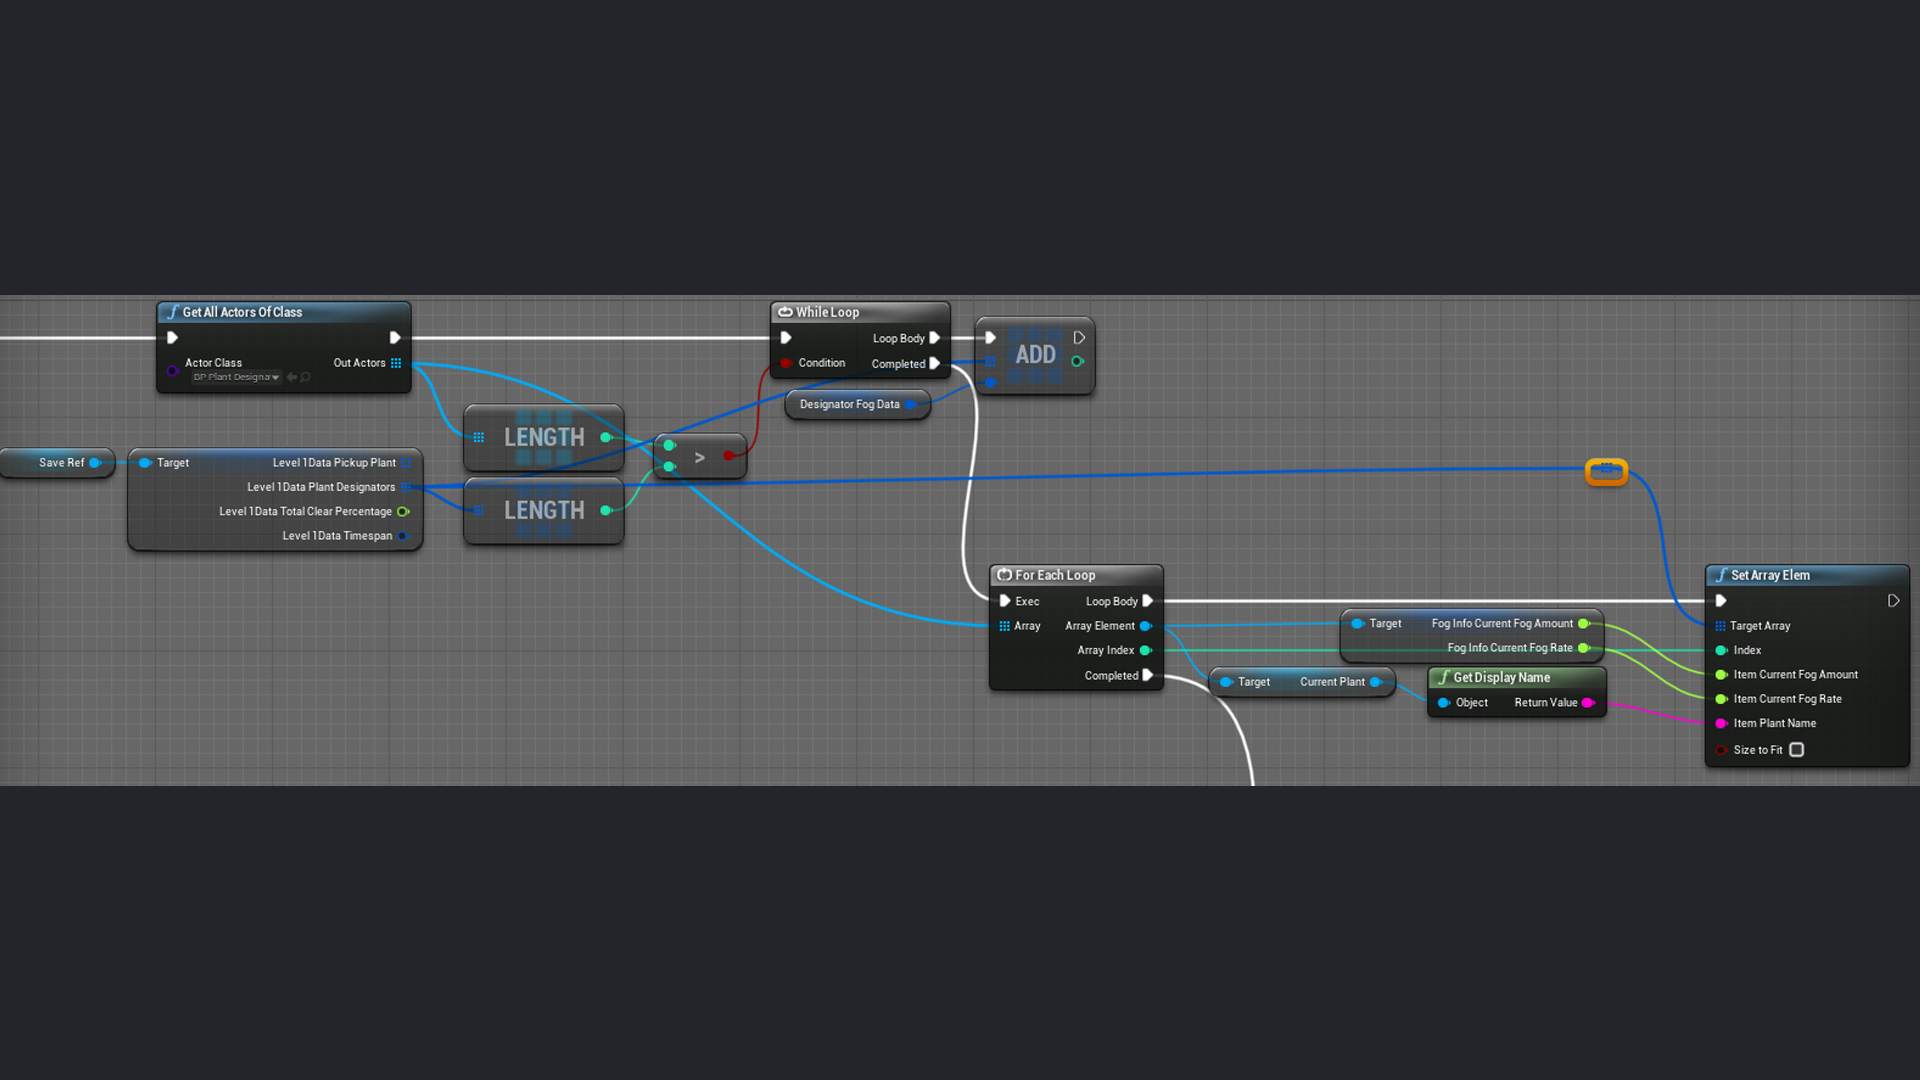 Get All Actors Of Class
Actor Class
BP Plant Designa
Out Actors
While Loop
Loop Body
Condition
Completed
ADD
Designator Fog Data
LENGTH
>
LENGTH
Save Ref
Target
Level 1Data Pickup Plant
Level 1Data Plant Designators
Level 1Data Total Clear Percentage
Level 1Data Timespan
For Each Loop
Exec
Loop Body
Array
Array Element
Array Index
Completed
Target
Fog Info Current Fog Amount
Fog Info Current Fog Rate
Target
Current Plant
Get Display Name
Object
Return Value
Set Array Elem
Target Array
Index
Item Current Fog Amount
Item Current Fog Rate
Item Plant Name
Size to Fit